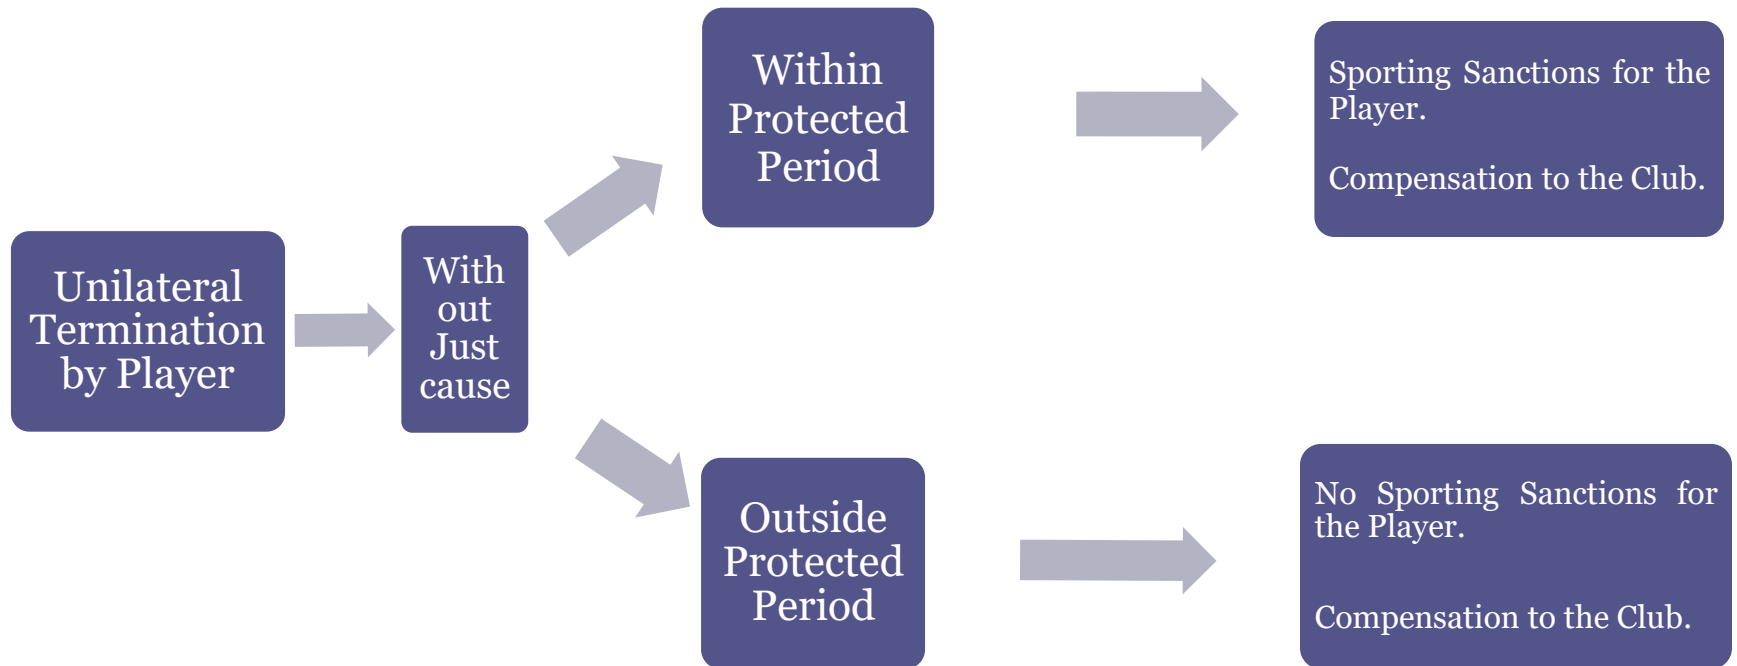 Unilateral
Termination
by Player
With
out
Just
cause
Within
Protected
Period
Sporting Sanctions for the
Player.
Compensation to the Club.
Outside
Protected
Period
No Sporting Sanctions for
the Player.
Compensation to the Club.